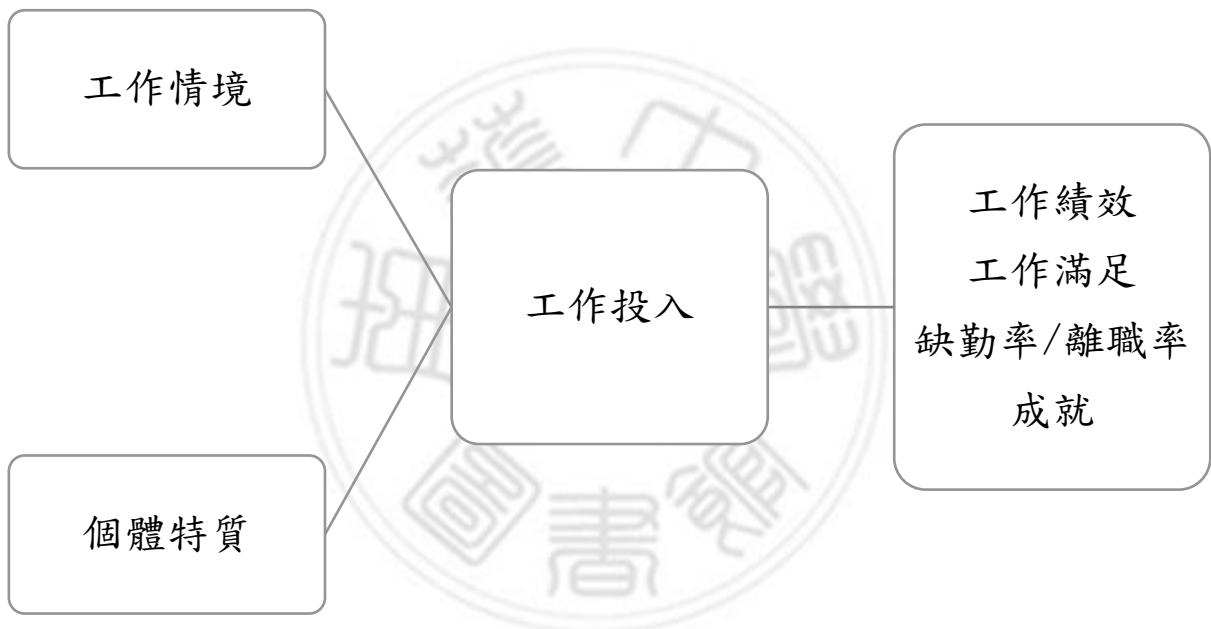 工作情境
工作投入
工作績效
工作滿足
缺勤率/離職率
成就
個體特質